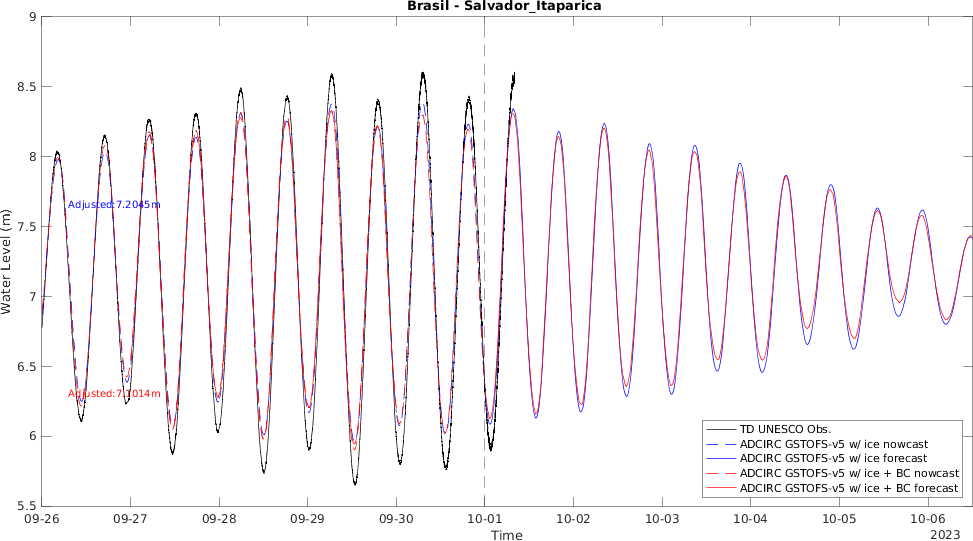 Brasil - Salvador_Itaparica
Water Level (m)
9
8.5
8
7.5
7
6.5
6
5.5
Adjusted:7.2045m
Adjusted:7.1014m
TD UNESCO Obs.
ADCIRC GSTOFS-v5 w/ ice nowcast
ADCIRC GSTOFS-v5 w/ ice forecast
ADCIRC GSTOFS-v5 w/ ice + BC nowcast
ADCIRC GSTOFS-v5 w/ ice + BC forecast
09-26 09-27 09-28 09-29 09-30 10-01 10-02 10-03 10-04 10-05 10-06
Time
2023